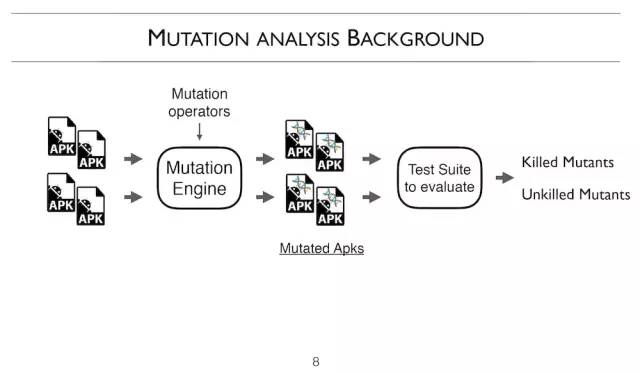 MUTATION ANALYSIS BACKGROUND
Mutation
operators
APK
APK
APK
APK
Mutation
Engine
APK
APK
APK
APK
Mutated Apks
Test Suite
to evaluate
Killed Mutants
Unkilled Mutants
8